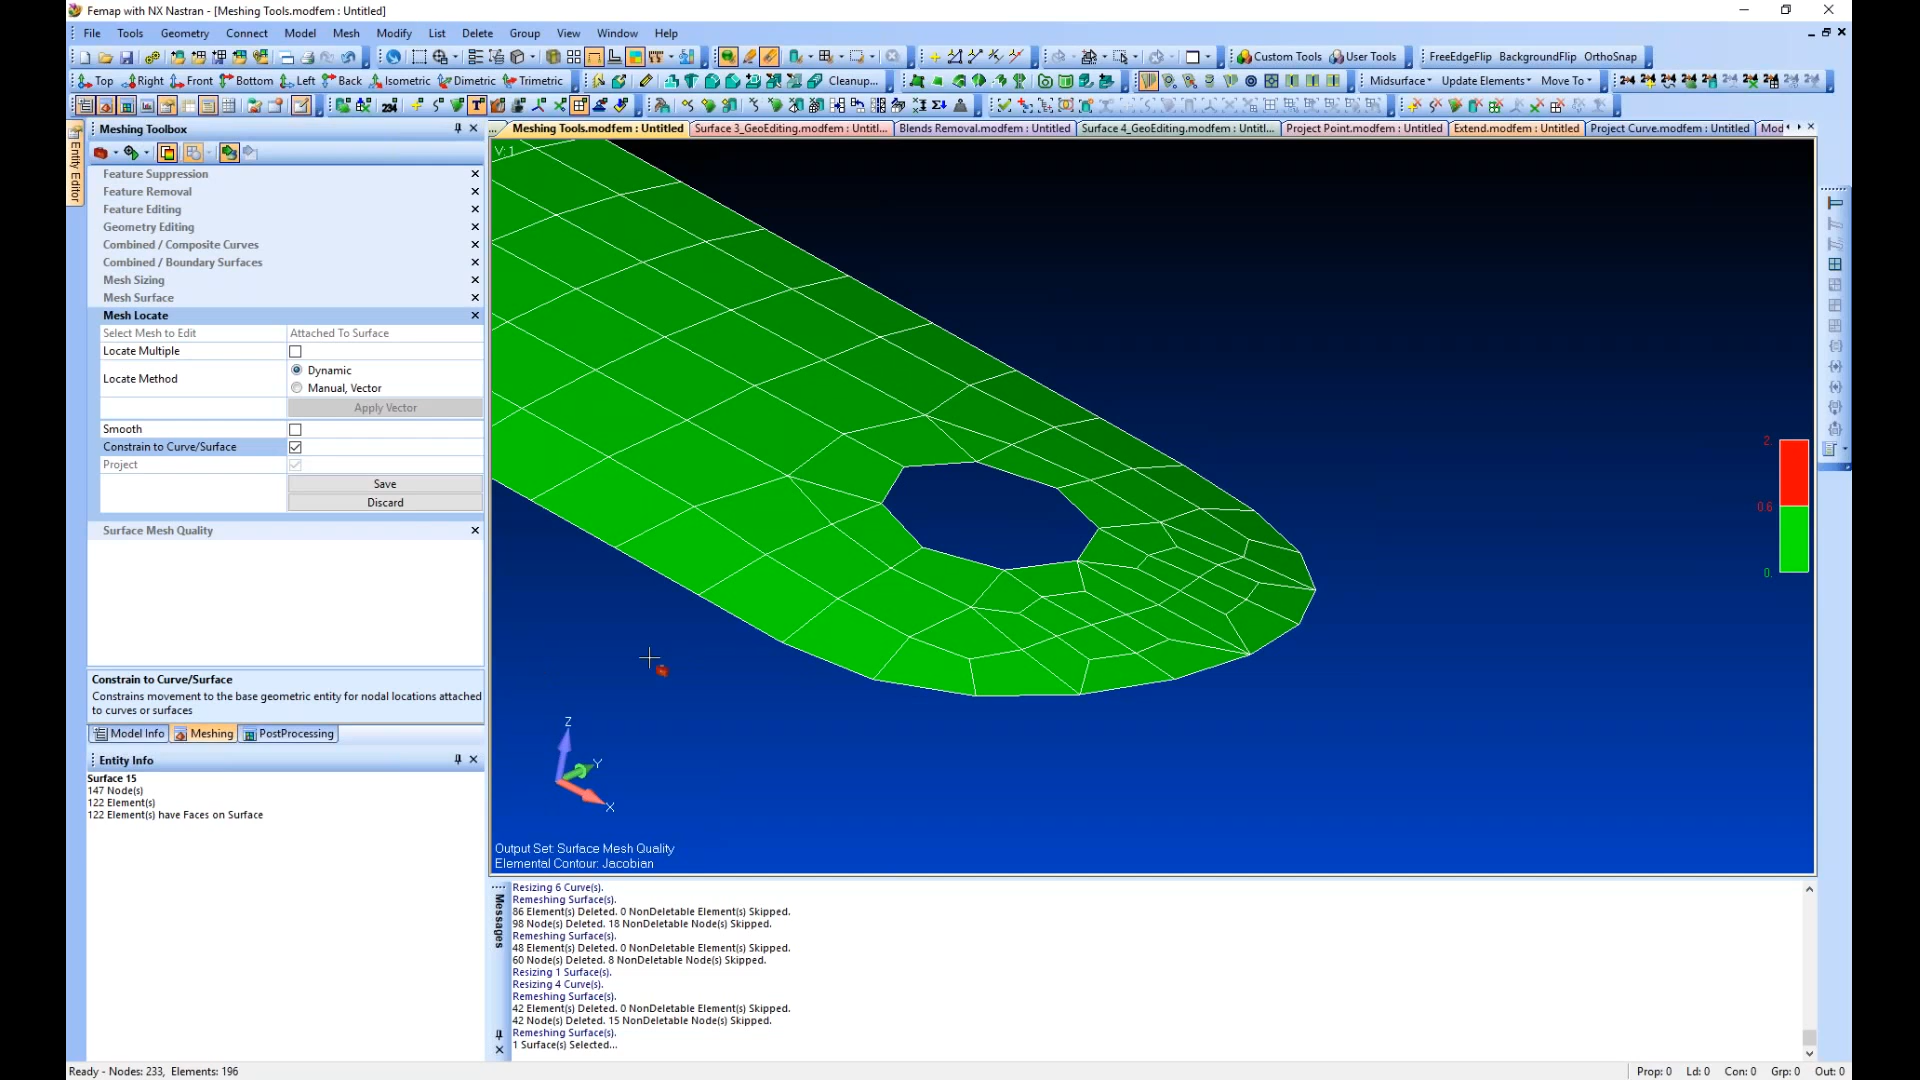 Femap with NX Nastran - [Meshing Tools.modfem : Untitled]
File Tools Geometry Connect Model Mesh Modify List Delete Group View Window Help
Custom Tools User Tools FreeEdgeFlip BackgroundFlip OrthoSnap
Top Right Front Bottom Left Back Isometric Dimetric Trimetric Cleanup... Midsurface Update Elements Move To
234
Meshing Toolbox
... Meshing Tools.modfem : Untitled Surface 3_GeoEditing.modfem : Untitl... Blends Removal.modfem : Untitled Surface 4_GeoEditing.modfem : Untitl... Project Point.modfem : Untitled Extend.modfem : Untitled Project Curve.modfem : Untitled Mod
Entity Editor
V:1
Feature Suppression
Feature Removal
Feature Editing
Geometry Editing
Combined / Composite Curves
Combined / Boundary Surfaces
Mesh Sizing
Mesh Surface
Mesh Locate
Select Mesh to Edit Attached To Surface
Locate Multiple
Locate Method Dynamic
Manual, Vector
Apply Vector
Smooth
Constrain to Curve/Surface
Project
Save
Discard
Surface Mesh Quality
2.
0.6
0.
Constrain to Curve/Surface
Constrains movement to the base geometric entity for nodal locations attached
to curves or surfaces
Model Info Meshing PostProcessing
Z
Y
X
Entity Info
Surface 15
147 Node(s)
122 Element(s)
122 Element(s) have Faces on Surface
Output Set: Surface Mesh Quality
Elemental Contour: Jacobian
Messages
Resizing 6 Curve(s).
Remeshing Surface(s).
86 Element(s) Deleted. 0 NonDeletable Element(s) Skipped.
98 Node(s) Deleted. 18 NonDeletable Node(s) Skipped.
Remeshing Surface(s).
48 Element(s) Deleted. 0 NonDeletable Element(s) Skipped.
60 Node(s) Deleted. 8 NonDeletable Node(s) Skipped.
Resizing 1 Surface(s).
Resizing 4 Curve(s).
Remeshing Surface(s).
42 Element(s) Deleted. 0 NonDeletable Element(s) Skipped.
42 Node(s) Deleted. 15 NonDeletable Node(s) Skipped.
Remeshing Surface(s).
1 Surface(s) Selected...
Ready - Nodes: 233, Elements: 196
Prop: 0 Ld: 0 Con: 0 Grp: 0 Out: 0